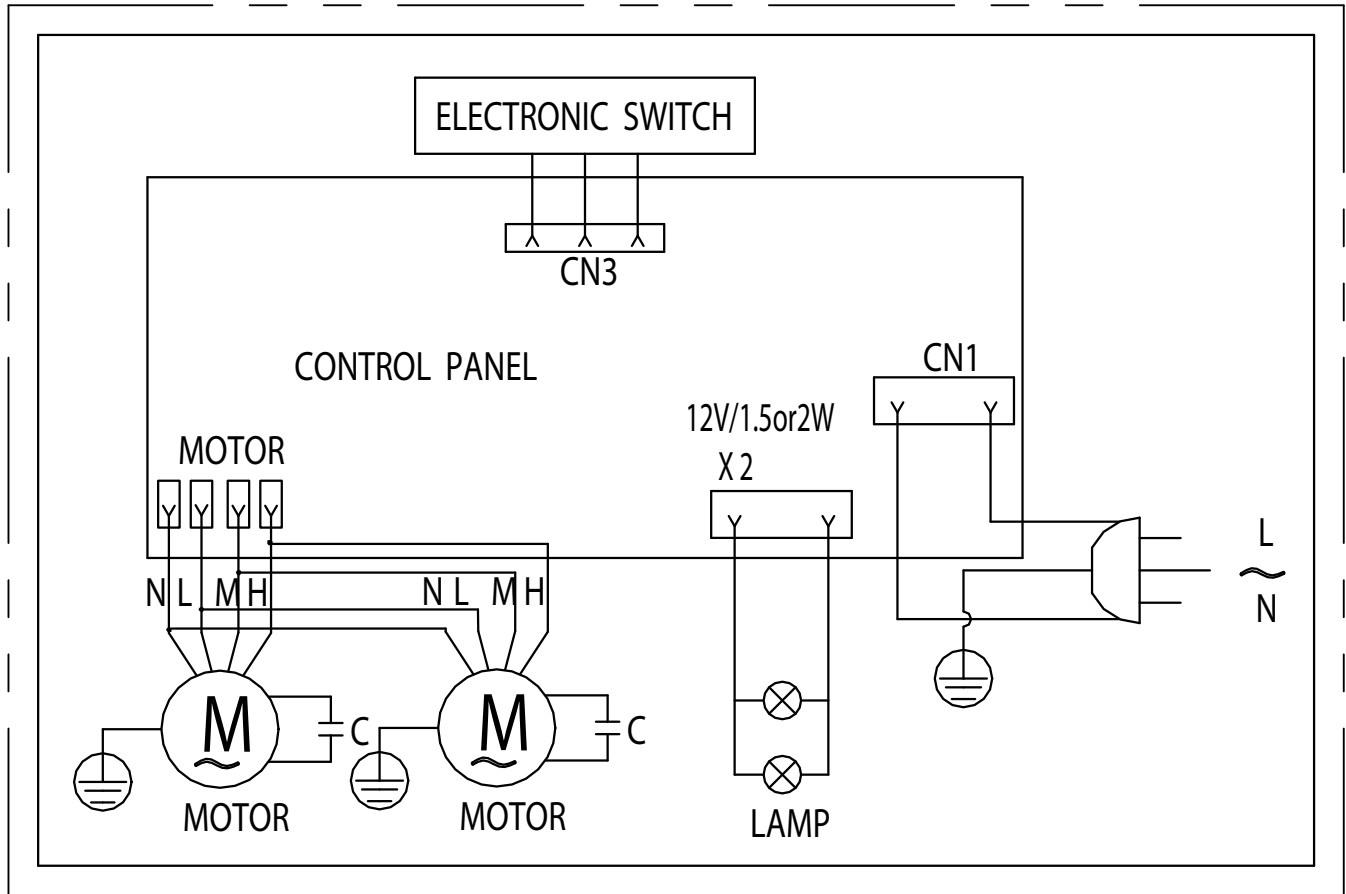 ELECTRONIC SWITCH
CN3
CONTROL PANEL
CN1
12V/1.5or2W
X 2
MOTOR
L
N
N L M H
N L M H
M
C
M
C
MOTOR
MOTOR
LAMP